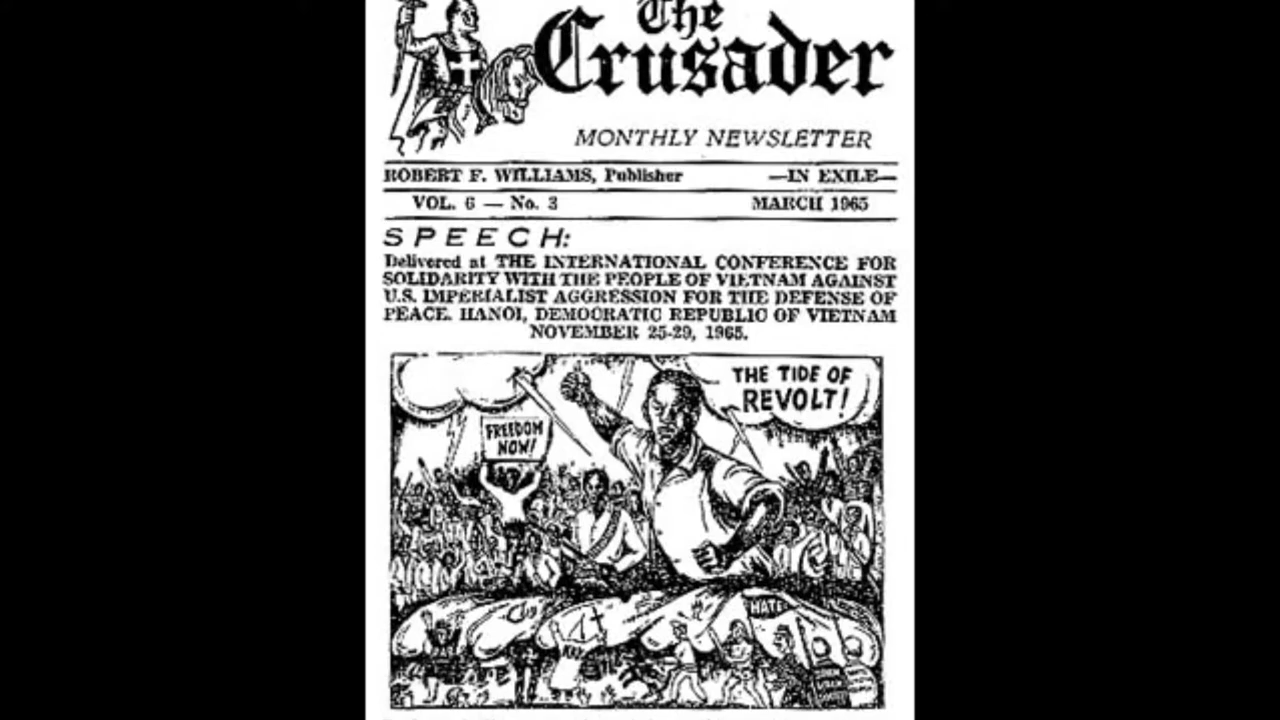 The
Crusader
MONTHLY NEWSLETTER
ROBERT F. WILLIAMS, Publisher —IN EXILE—
VOL. 6 — No. 3 MARCH 1965
SPEECH:
Delivered at THE INTERNATIONAL CONFERENCE FOR
SOLIDARITY WITH THE PEOPLE OF VIETNAM AGAINST
U.S. IMPERIALIST AGGRESSION FOR THE DEFENSE OF
PEACE. HANOI, DEMOCRATIC REPUBLIC OF VIETNAM
NOVEMBER 25-29, 1965.
THE TIDE OF
REVOLT!
FREEDOM
NOW!
HATE
KKK